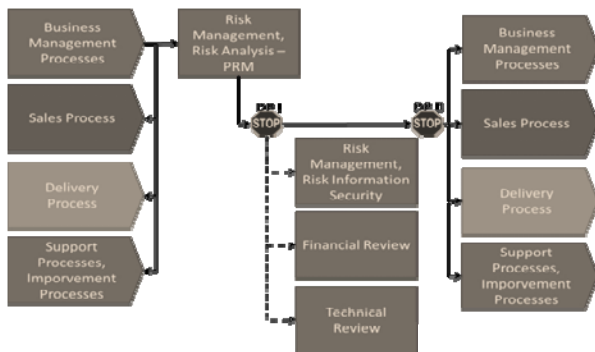 Business
Management
Processes
Sales Process
Delivery
Process
Support
Processes,
Imporvement
Processes
Risk
Management,
Risk Analysis –
PRM
STOP
STOP
Risk
Management,
Risk Information
Security
Financial Review
Technical
Review
Business
Management
Processes
Sales Process
Delivery
Process
Support
Processes,
Imporvement
Processes